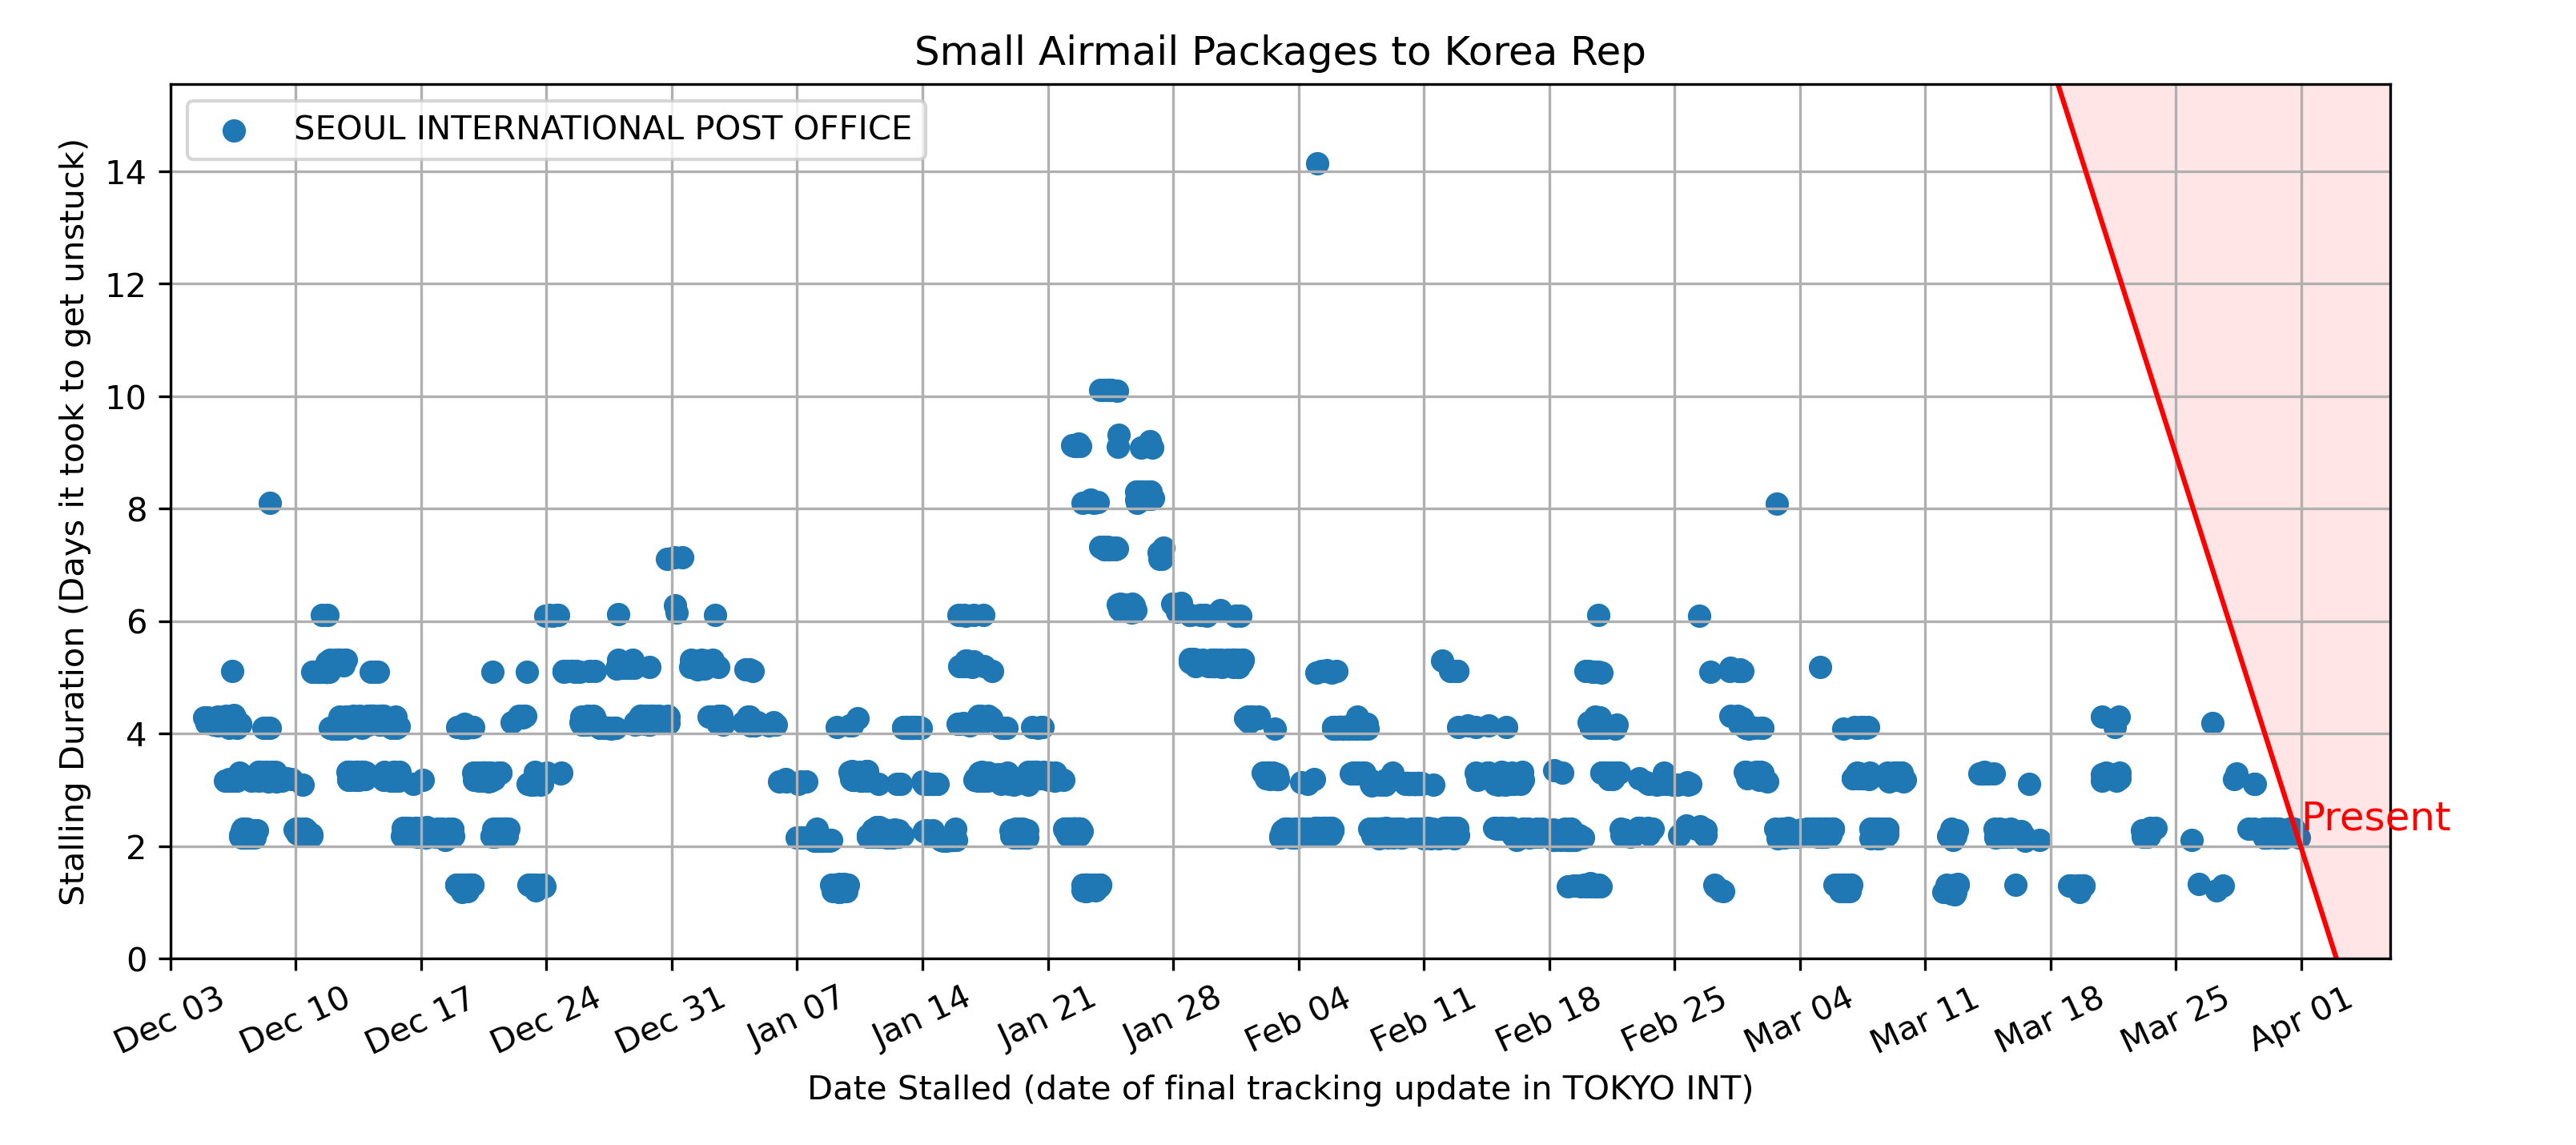 Small Airmail Packages to Korea Rep
SEOUL INTERNATIONAL POST OFFICE
Stalling Duration (Days it took to get unstuck)
14
12
10
8
6
4
2
0
Present
Dec 03
Dec 10
Dec 17
Dec 24
Dec 31
Jan 07
Jan 14
Jan 21
Jan 28
Feb 04
Feb 11
Feb 18
Feb 25
Mar 04
Mar 11
Mar 18
Mar 25
Apr 01
Date Stalled (date of final tracking update in TOKYO INT)